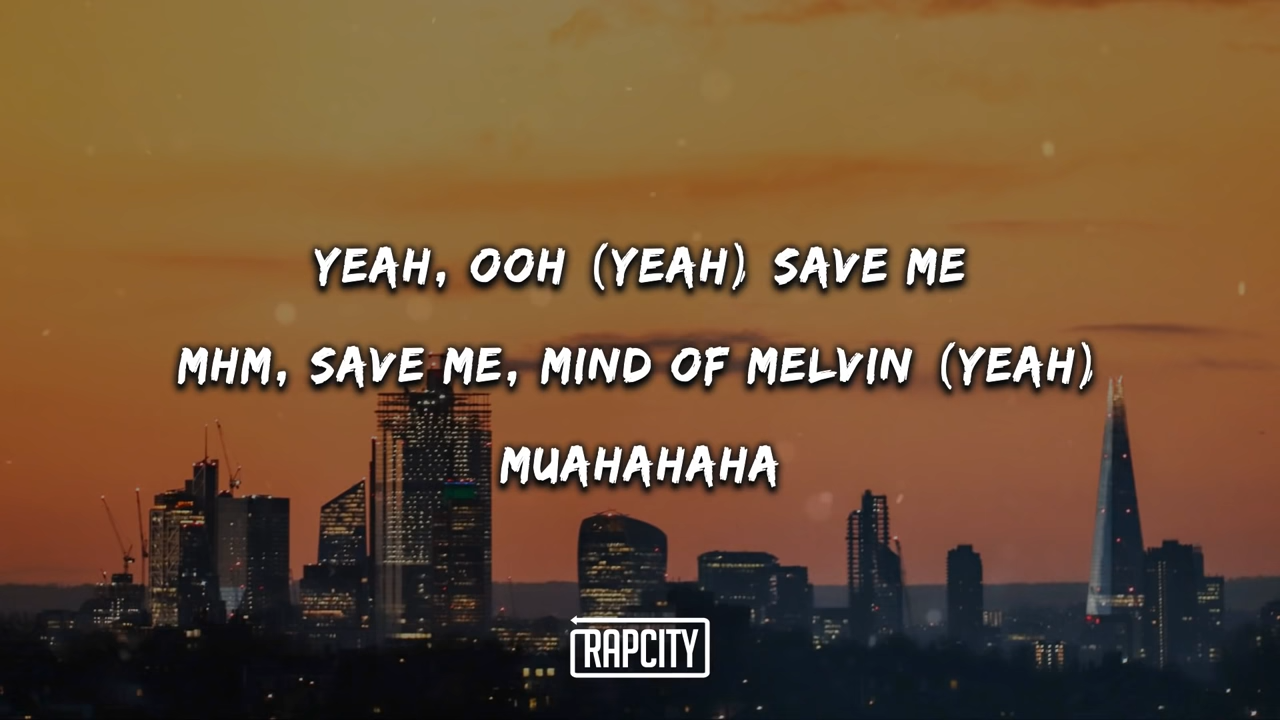 YEAH, OOH (YEAH) SAVE ME
MHM, SAVE ME, MIND OF MELVIN (YEAH)
MUAHAHAHA
RAPCITY